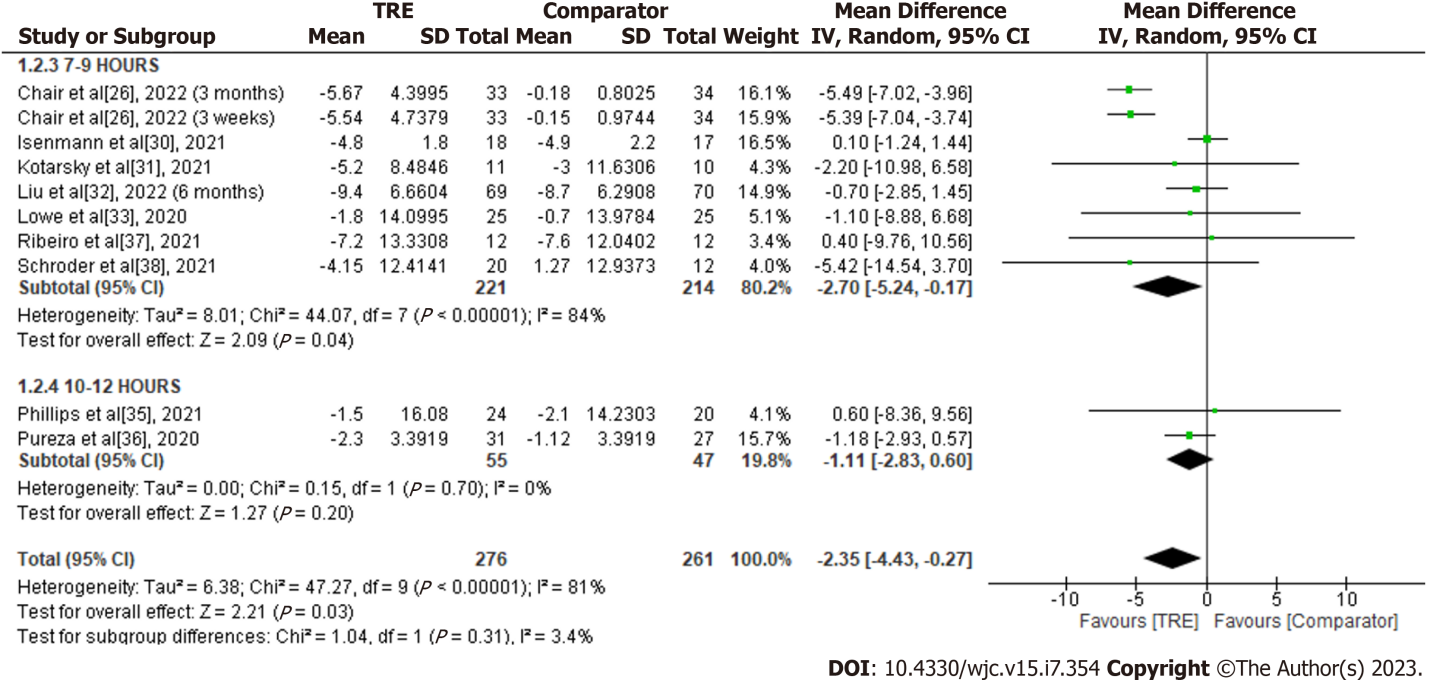 TRE Comparator Mean Difference Mean Difference
Study or Subgroup Mean SD Total Mean SD Total Weight IV, Random, 95% CI IV, Random, 95% CI
1.2.3 7-9 HOURS
Chair et al[26], 2022 (3 months) -5.67 4.3995 33 -0.18 0.8025 34 16.1% -5.49 [-7.02, -3.96]
Chair et al[26], 2022 (3 weeks) -5.54 4.7379 33 -0.15 0.9744 34 15.9% -5.39 [-7.04, -3.74]
Isenmann et al[30], 2021 -4.8 1.8 18 -4.9 2.2 17 16.5% 0.10 [-1.24, 1.44]
Kotarsky et al[31], 2021 -5.2 8.4846 11 -3 11.6306 10 4.3% -2.20 [-10.98, 6.58]
Liu et al[32], 2022 (6 months) -9.4 6.6604 69 -8.7 6.2908 70 14.9% -0.70 [-2.85, 1.45]
Lowe et al[33], 2020 -1.8 14.0995 25 -0.7 13.9784 25 5.1% -1.10 [-8.88, 6.68]
Ribeiro et al[37], 2021 -7.2 13.3308 12 -7.6 12.0402 12 3.4% 0.40 [-9.76, 10.56]
Schroder et al[38], 2021 -4.15 12.4141 20 1.27 12.9373 12 4.0% -5.42 [-14.54, 3.70]
Subtotal (95% CI) 221 214 80.2% -2.70 [-5.24, -0.17]
Heterogeneity: Tau² = 8.01; Chi² = 44.07, df = 7 (P < 0.00001); I² = 84%
Test for overall effect: Z = 2.09 (P = 0.04)
1.2.4 10-12 HOURS
Phillips et al[35], 2021 -1.5 16.08 24 -2.1 14.2303 20 4.1% 0.60 [-8.36, 9.56]
Pureza et al[36], 2020 -2.3 3.3919 31 -1.12 3.3919 27 15.7% -1.18 [-2.93, 0.57]
Subtotal (95% CI) 55 47 19.8% -1.11 [-2.83, 0.60]
Heterogeneity: Tau² = 0.00; Chi² = 0.15, df = 1 (P = 0.70); I² = 0%
Test for overall effect: Z = 1.27 (P = 0.20)
Total (95% CI) 276 261 100.0% -2.35 [-4.43, -0.27]
Heterogeneity: Tau² = 6.38; Chi² = 47.27, df = 9 (P < 0.00001); I² = 81%
Test for overall effect: Z = 2.21 (P = 0.03)
Test for subgroup differences: Chi² = 1.04, df = 1 (P = 0.31), I² = 3.4%
-10 -5 0 5 10
Favours [TRE] Favours [Comparator]
DOI: 10.4330/wjc.v15.i7.354 Copyright ©The Author(s) 2023.